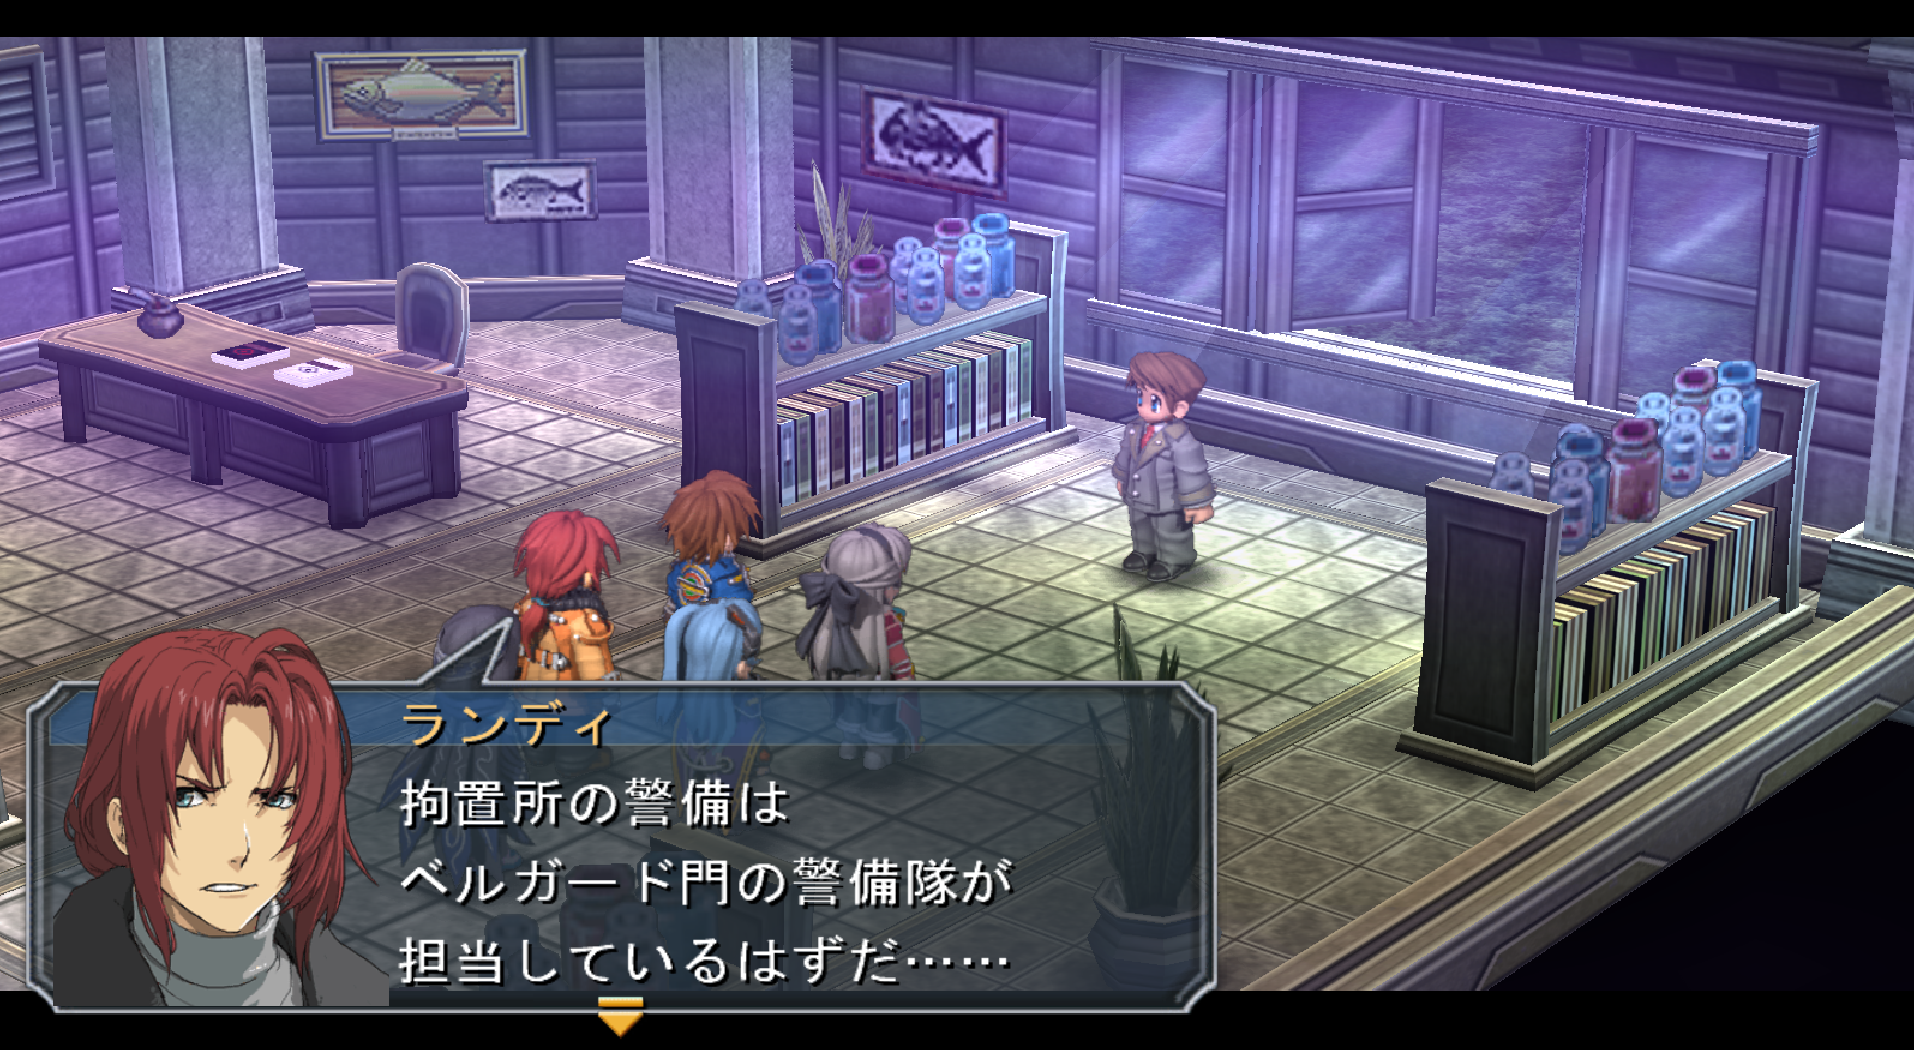 ランディ
拘置所の警備は
ベルガード門の警備隊が
担当しているはずだ……